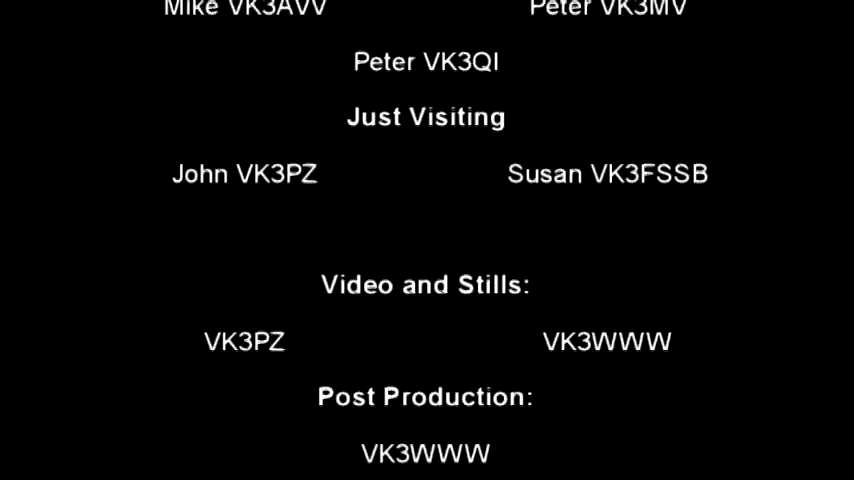 Mike VK3AVV Peter VK3MV
Peter VK3QI
Just Visiting
John VK3PZ Susan VK3FSSB
Video and Stills:
VK3PZ VK3WWW
Post Production:
VK3WWW